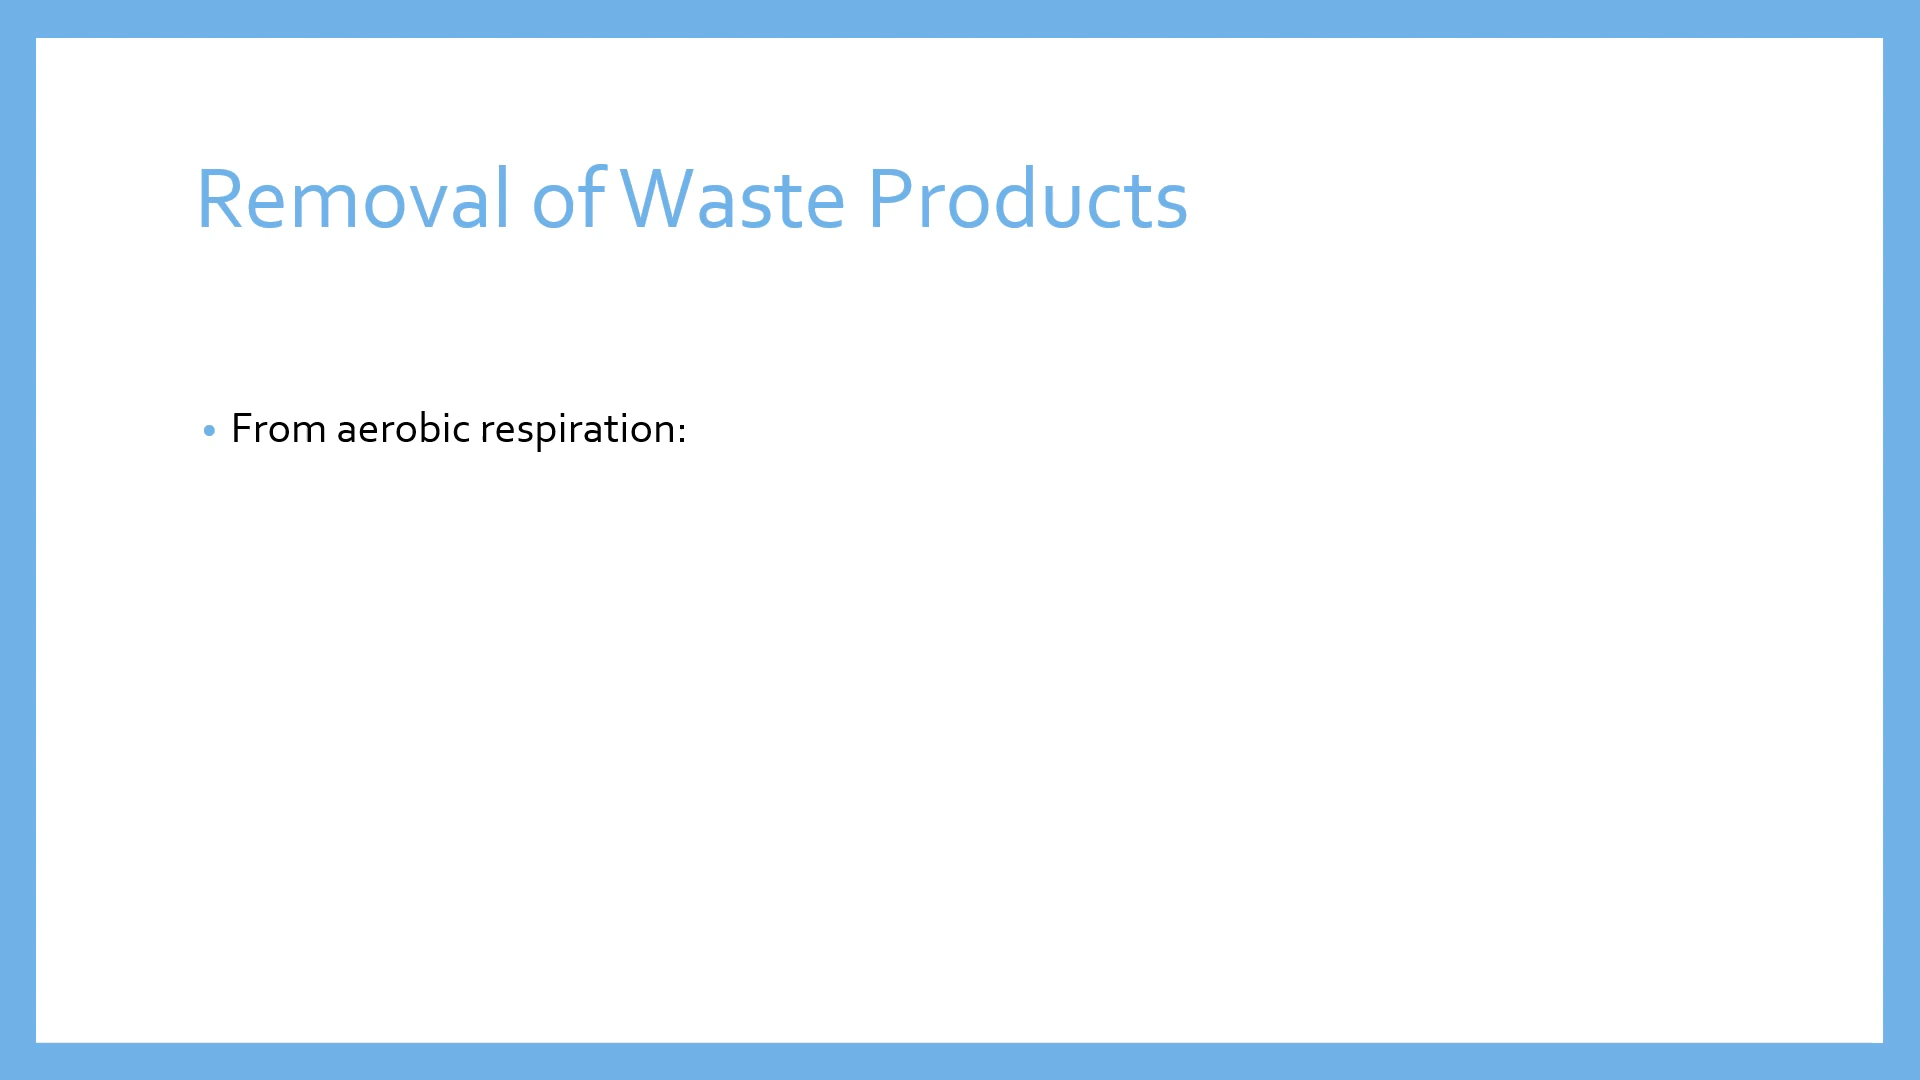 Removal of Waste Products
• From aerobic respiration: